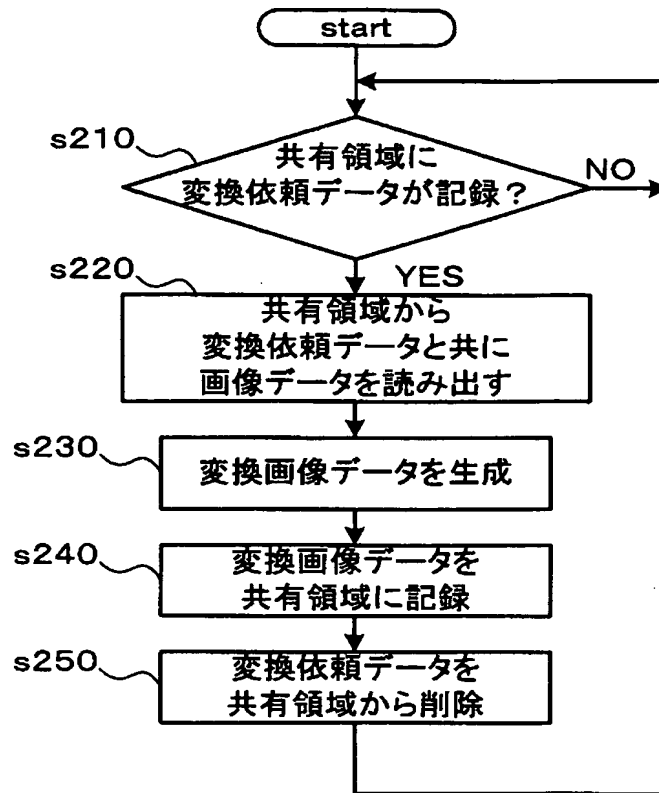 start
s210
共有領域に
変換依頼データが記録？
NO
YES
s220
共有領域から
変換依頼データと共に
画像データを読み出す
s230
変換画像データを生成
s240
変換画像データを
共有領域に記録
s250
変換依頼データを
共有領域から削除